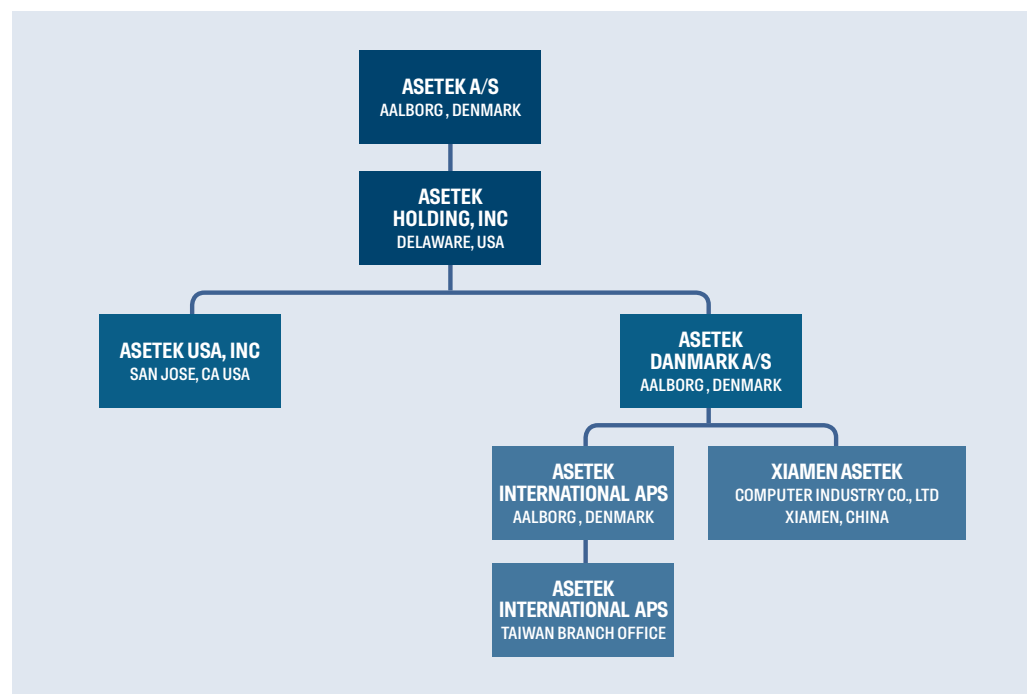 ASETEK A/S
AALBORG , DENMARK
ASETEK
HOLDING, INC
DELAWARE, USA
ASETEK USA, INC
SAN JOSE, CA USA
ASETEK
DANMARK A/S
AALBORG , DENMARK
ASETEK
INTERNATIONAL APS
AALBORG , DENMARK
XIAMEN ASETEK
COMPUTER INDUSTRY CO., LTD
XIAMEN, CHINA
ASETEK
INTERNATIONAL APS
TAIWAN BRANCH OFFICE